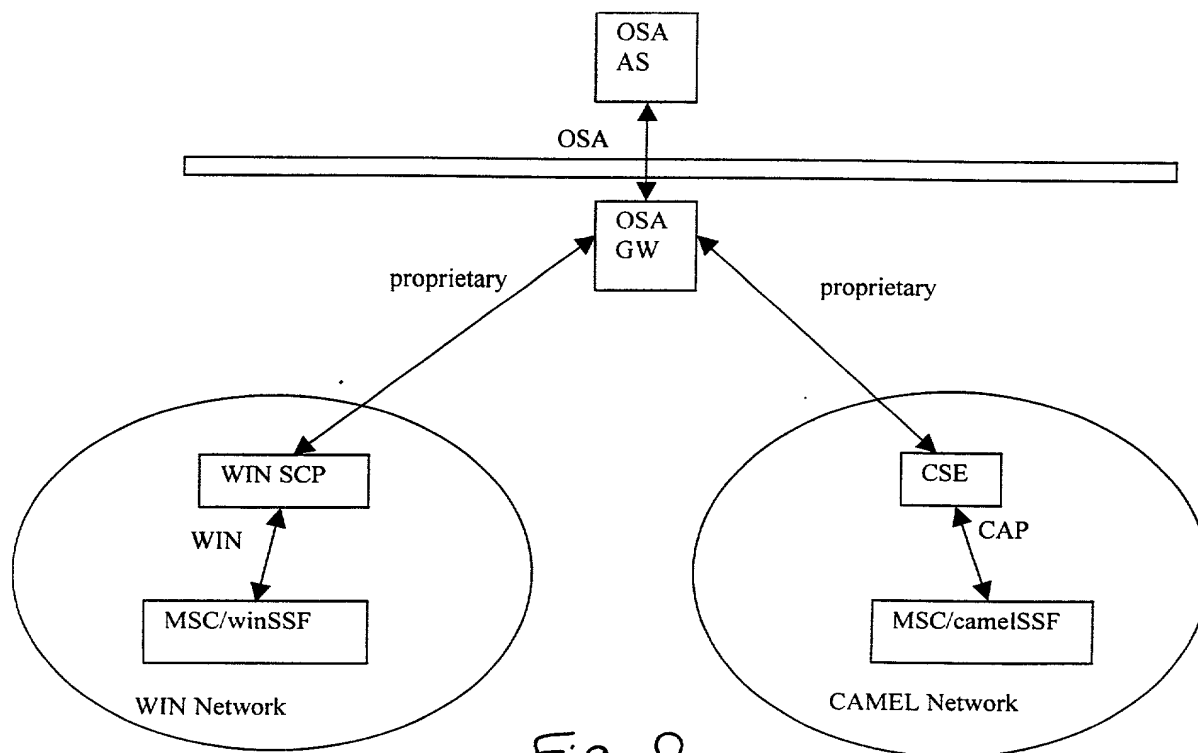 OSA
AS
OSA
OSA
GW
proprietary
proprietary
WIN SCP
CSE
WIN
CAP
MSC/winSSF
MSC/camelSSF
WIN Network
CAMEL Network
Fig. 8